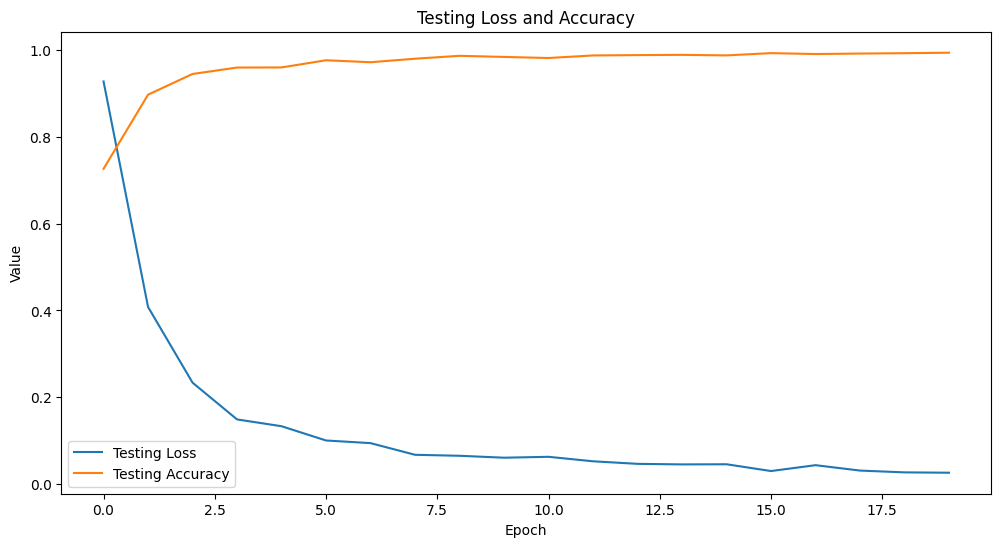 Testing Loss and Accuracy
1.0
0.8
0.6
0.4
0.2
0.0
Value
Testing Loss
Testing Accuracy
0.0 2.5 5.0 7.5 10.0 12.5 15.0 17.5
Epoch